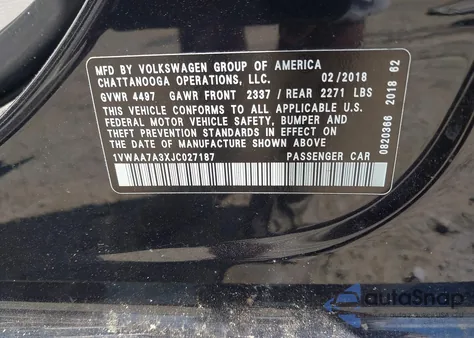 MFD BY VOLKSWAGEN GROUP OF AMERICA
CHATTANOOGA OPERATIONS, LLC. 02/2018
GVWR 4497 GAWR FRONT 2337 / REAR 2271 LBS
THIS VEHICLE CONFORMS TO ALL APPLICABLE U.S.
FEDERAL MOTOR VEHICLE SAFETY, BUMPER AND
THEFT PREVENTION STANDARDS IN EFFECT ON
THE DATE OF MANUFACTURE SHOWN ABOVE.
1VWAA7A3XJC027187 PASSENGER CAR
0820366 2018 62
autoSnap